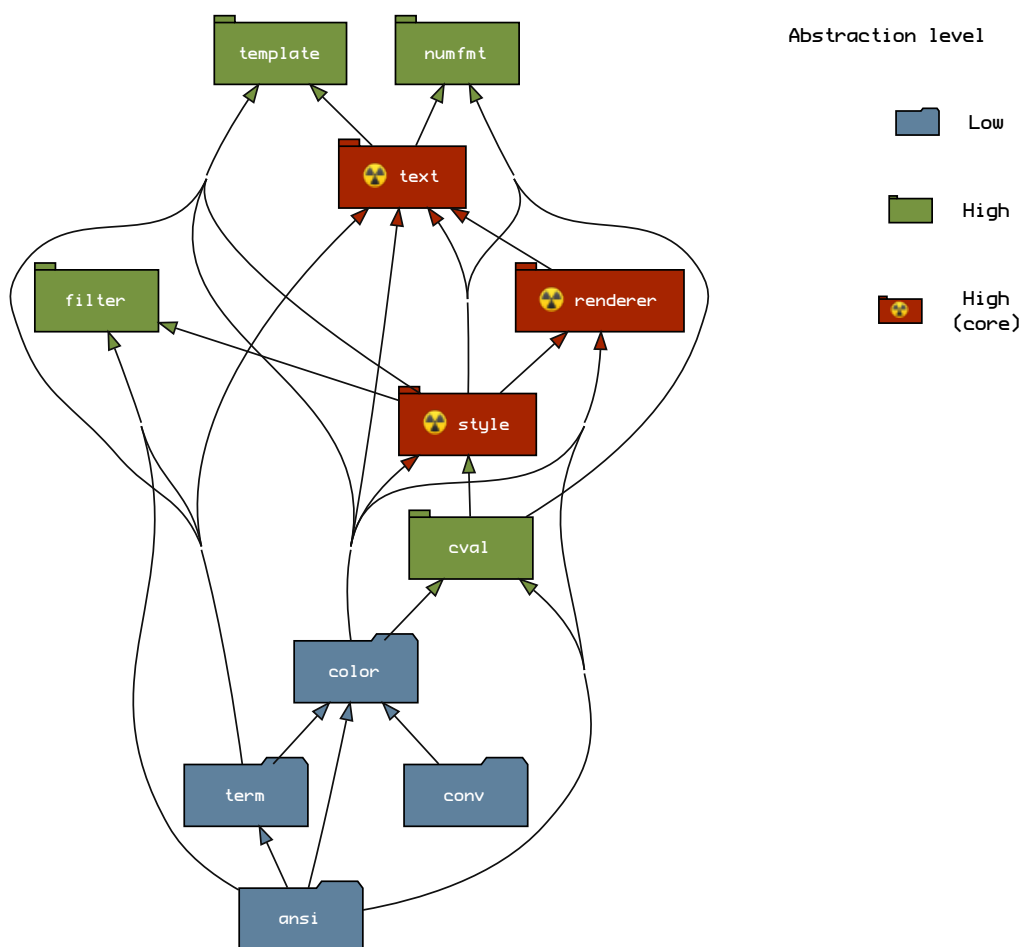 template
numfmt
Abstraction level
Low
text
High
filter
renderer
High
(core)
style
cval
color
term
conv
ansi